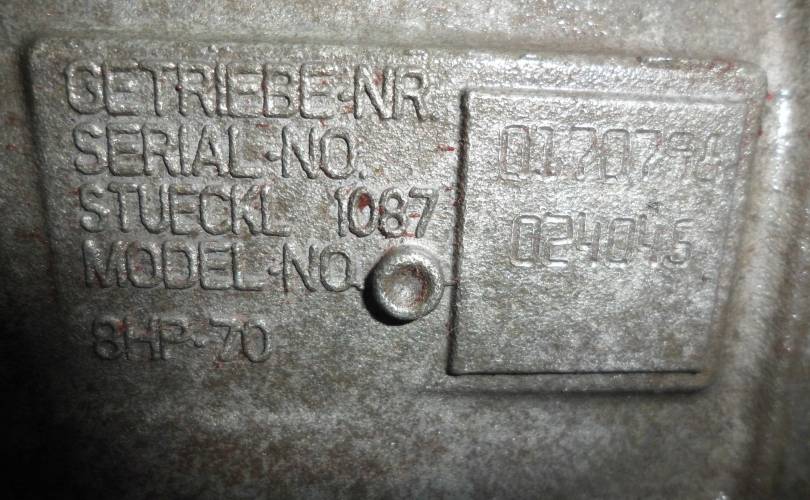 GETRIEBE-NR.
SERIAL-NO.
STUECKL 1087
MODEL-NO.
8HP-70
024045